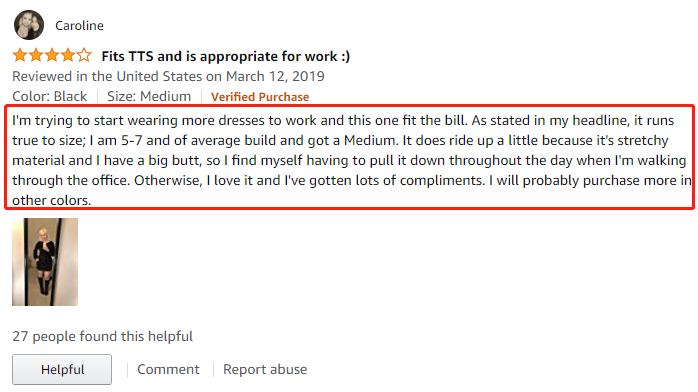 Caroline
Fits TTS and is appropriate for work :)
Reviewed in the United States on March 12, 2019
Color: Black Size: Medium Verified Purchase
I'm trying to start wearing more dresses to work and this one fit the bill. As stated in my headline, it runs
true to size; I am 5-7 and of average build and got a Medium. It does ride up a little because it's stretchy
material and I have a big butt, so I find myself having to pull it down throughout the day when I'm walking
through the office. Otherwise, I love it and I've gotten lots of compliments. I will probably purchase more in
other colors.
27 people found this helpful
Helpful Comment Report abuse